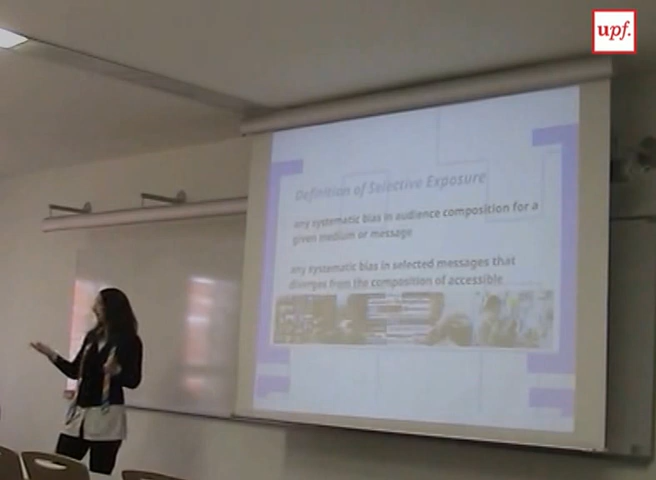 upf.
Definition of Selective Exposure
any systematic bias in audience composition for a
given medium or message
any systematic bias in selected messages that
diverges from the composition of accessible